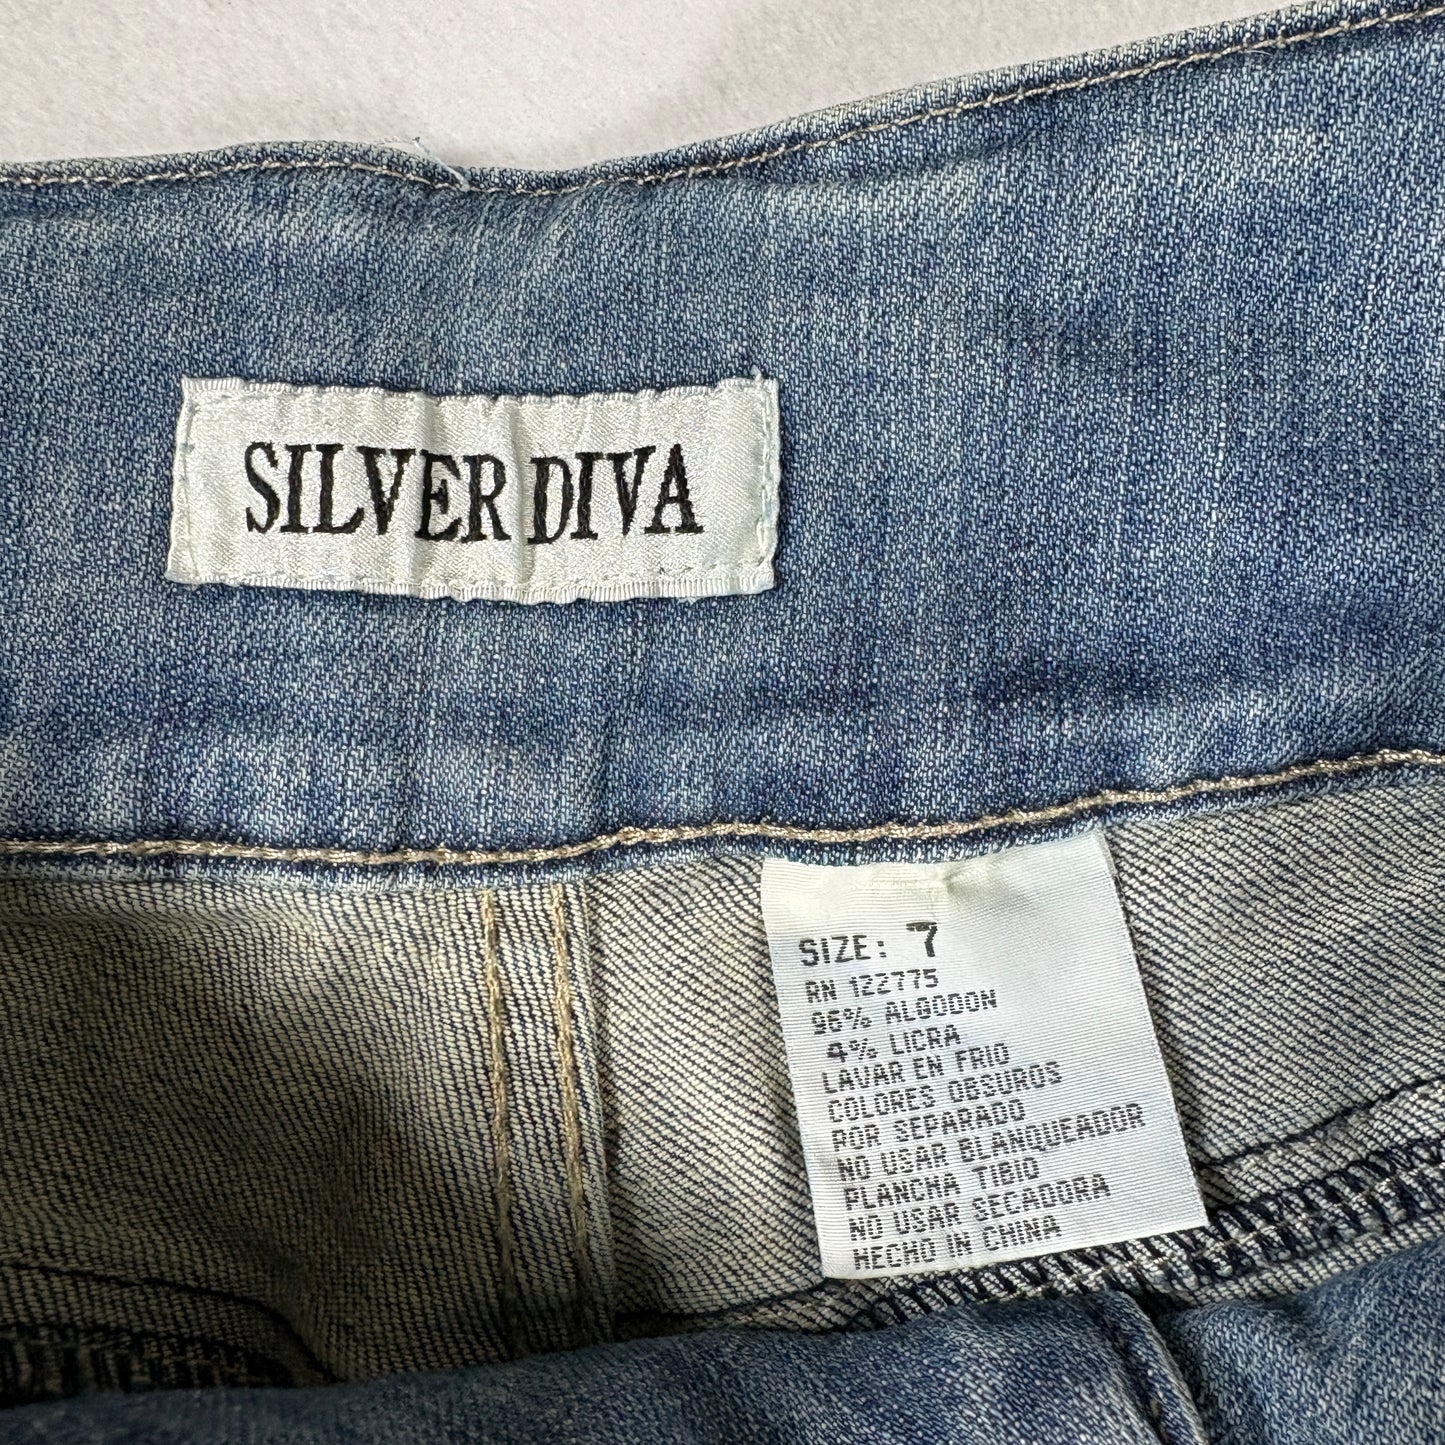 SILVER DIVA
SIZE: 7
RN 122775
96% ALGODON
4% LICRA
LAVAR EN FRIO
COLORES OBSUROS
POR SEPARADO
NO USAR BLANQUEADOR
PLANCHA TIBIO
NO USAR SECADORA
HECHO IN CHINA